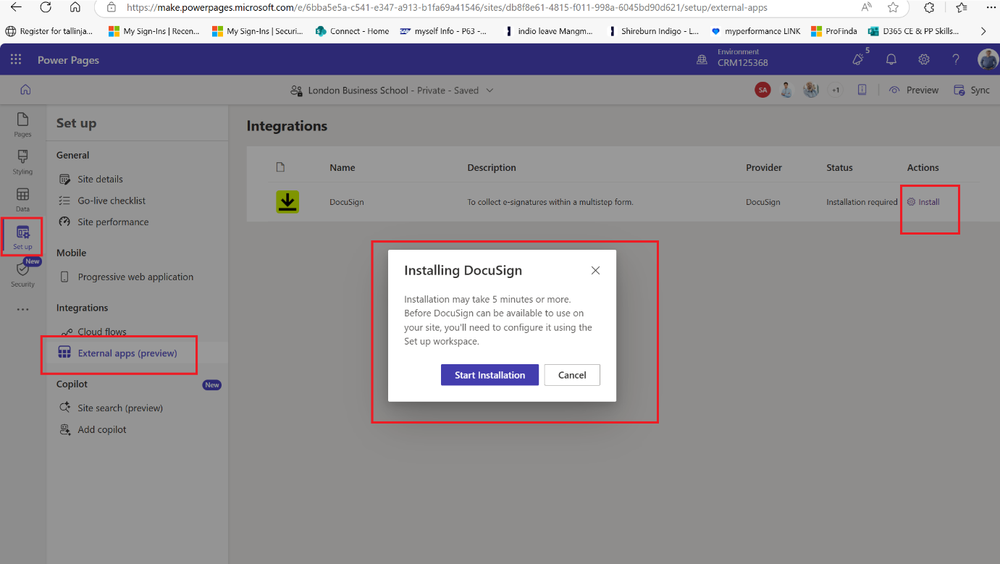 https://make.powerpages.microsoft.com/e/6bba5e5a-c541-e347-a913-b1fa69a41546/sites/db8f8e61-4815-f011-998a-6045bd90d621/setup/external-apps
Register for tallinja... My Sign-Ins | Recen... My Sign-Ins | Securi... Connect - Home myself Info - P63 -... indio leave Mangm... Shireburn Indigo - L... myperformance LINK ProFinda D365 CE & PP Skills...
Power Pages
Environment
CRM125368
5
London Business School - Private - Saved
SA
+1
Preview
Sync
Pages
Styling
Data
Set up
New
Security
Set up
General
Site details
Go-live checklist
Site performance
Mobile
Progressive web application
Integrations
Cloud flows
External apps (preview)
Copilot New
Site search (preview)
Add copilot
Integrations
Name Description Provider Status Actions
DocuSign To collect e-signatures within a multistep form. DocuSign Installation required Install
Installing DocuSign
Installation may take 5 minutes or more.
Before DocuSign can be available to use on
your site, you'll need to configure it using the
Set up workspace.
Start Installation Cancel